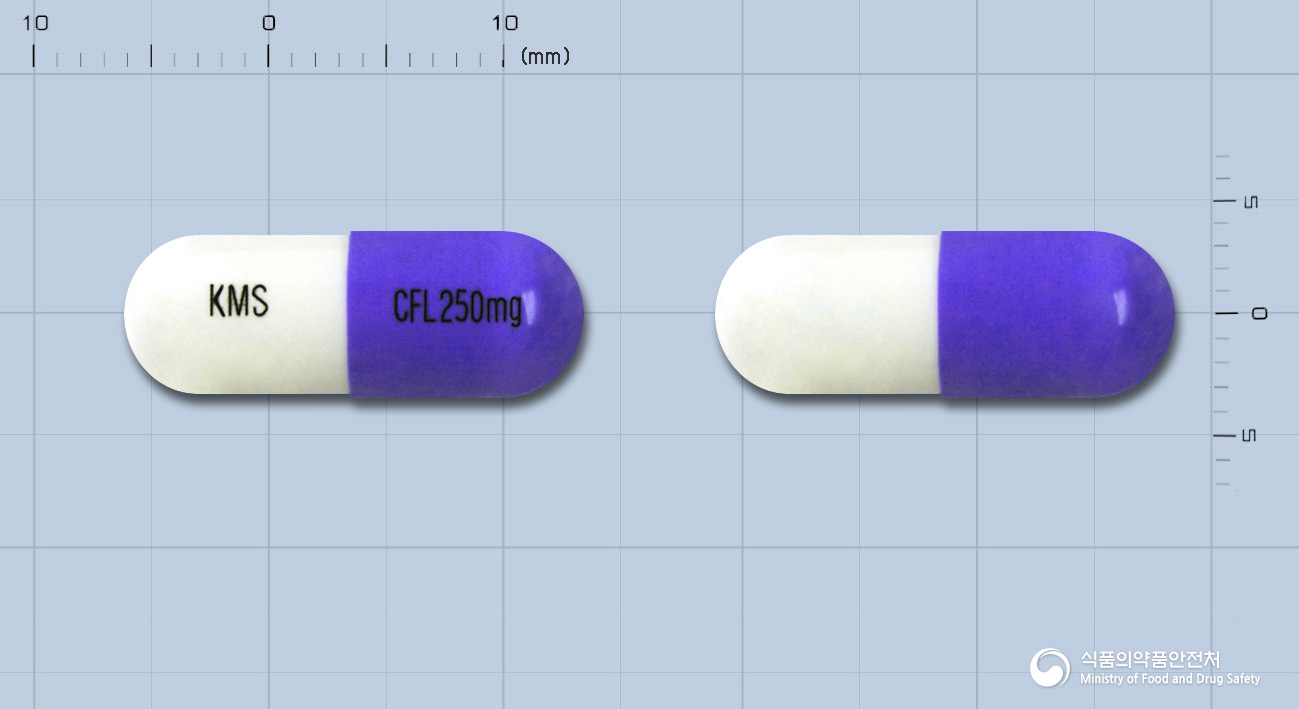 10 0 10
(mm)
KMS CFL250mg
5
0
5
식품의약품안전처
Ministry of Food and Drug Safety